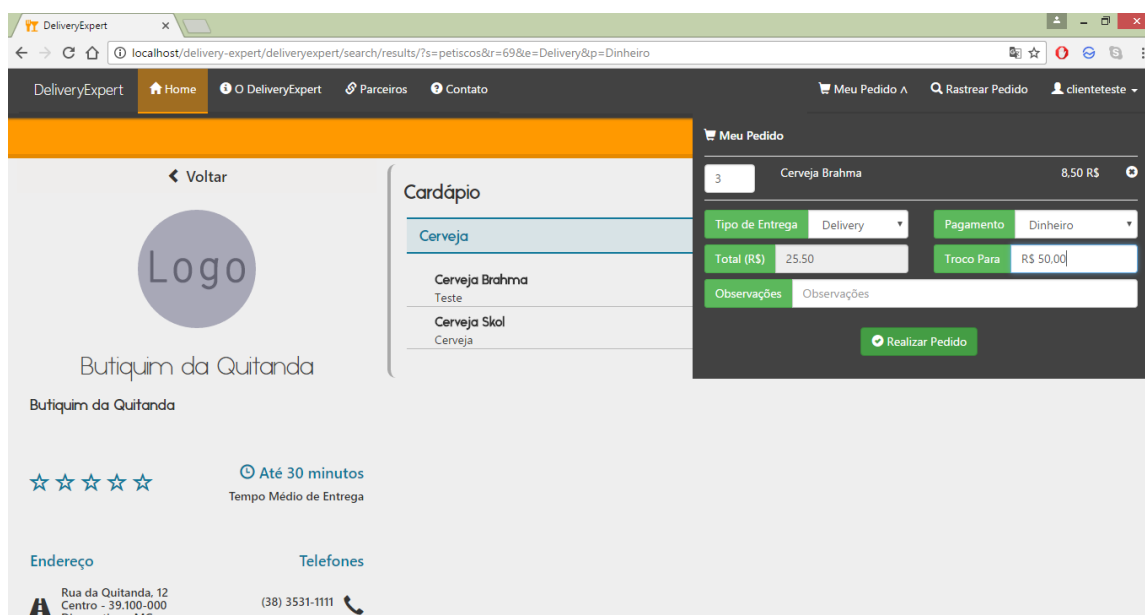 DeliveryExpert
localhost/delivery-expert/deliveryexpert/search/results/?s=petiscos&r=69&e=Delivery&p=Dinheiro
DeliveryExpert Home O DeliveryExpert Parceiros Contato Meu Pedido Rastrear Pedido clienteteste
Meu Pedido
3 Cerveja Brahma 8,50 R$
Tipo de Entrega Delivery Pagamento Dinheiro
Total (R$) 25.50 Troco Para R$ 50,00
Observações Observações
Realizar Pedido
Voltar
Logo
Butiquim da Quitanda
Butiquim da Quitanda
Até 30 minutos
Tempo Médio de Entrega
Endereço Telefones
Rua da Quitanda, 12
Centro - 39.100-000
(38) 3531-1111
Cardápio
Cerveja
Cerveja Brahma
Teste
Cerveja Skol
Cerveja